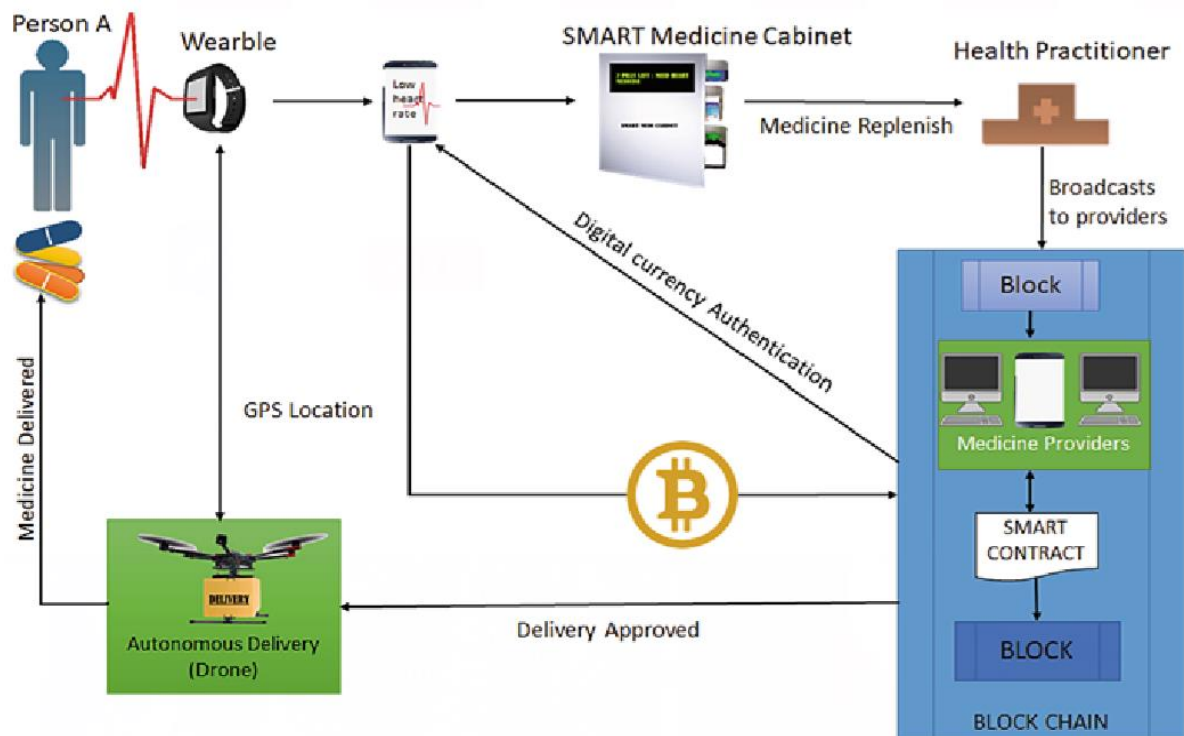 Person A
Wearble
SMART Medicine Cabinet
Health Practitioner
Low
heart
rate
Medicine Replenish
Broadcasts
to providers
Digital currency Authentication
Block
Medicine Providers
GPS Location
Medicine Delivered
SMART
CONTRACT
DELIVERY
Autonomous Delivery
(Drone)
Delivery Approved
BLOCK
BLOCK CHAIN